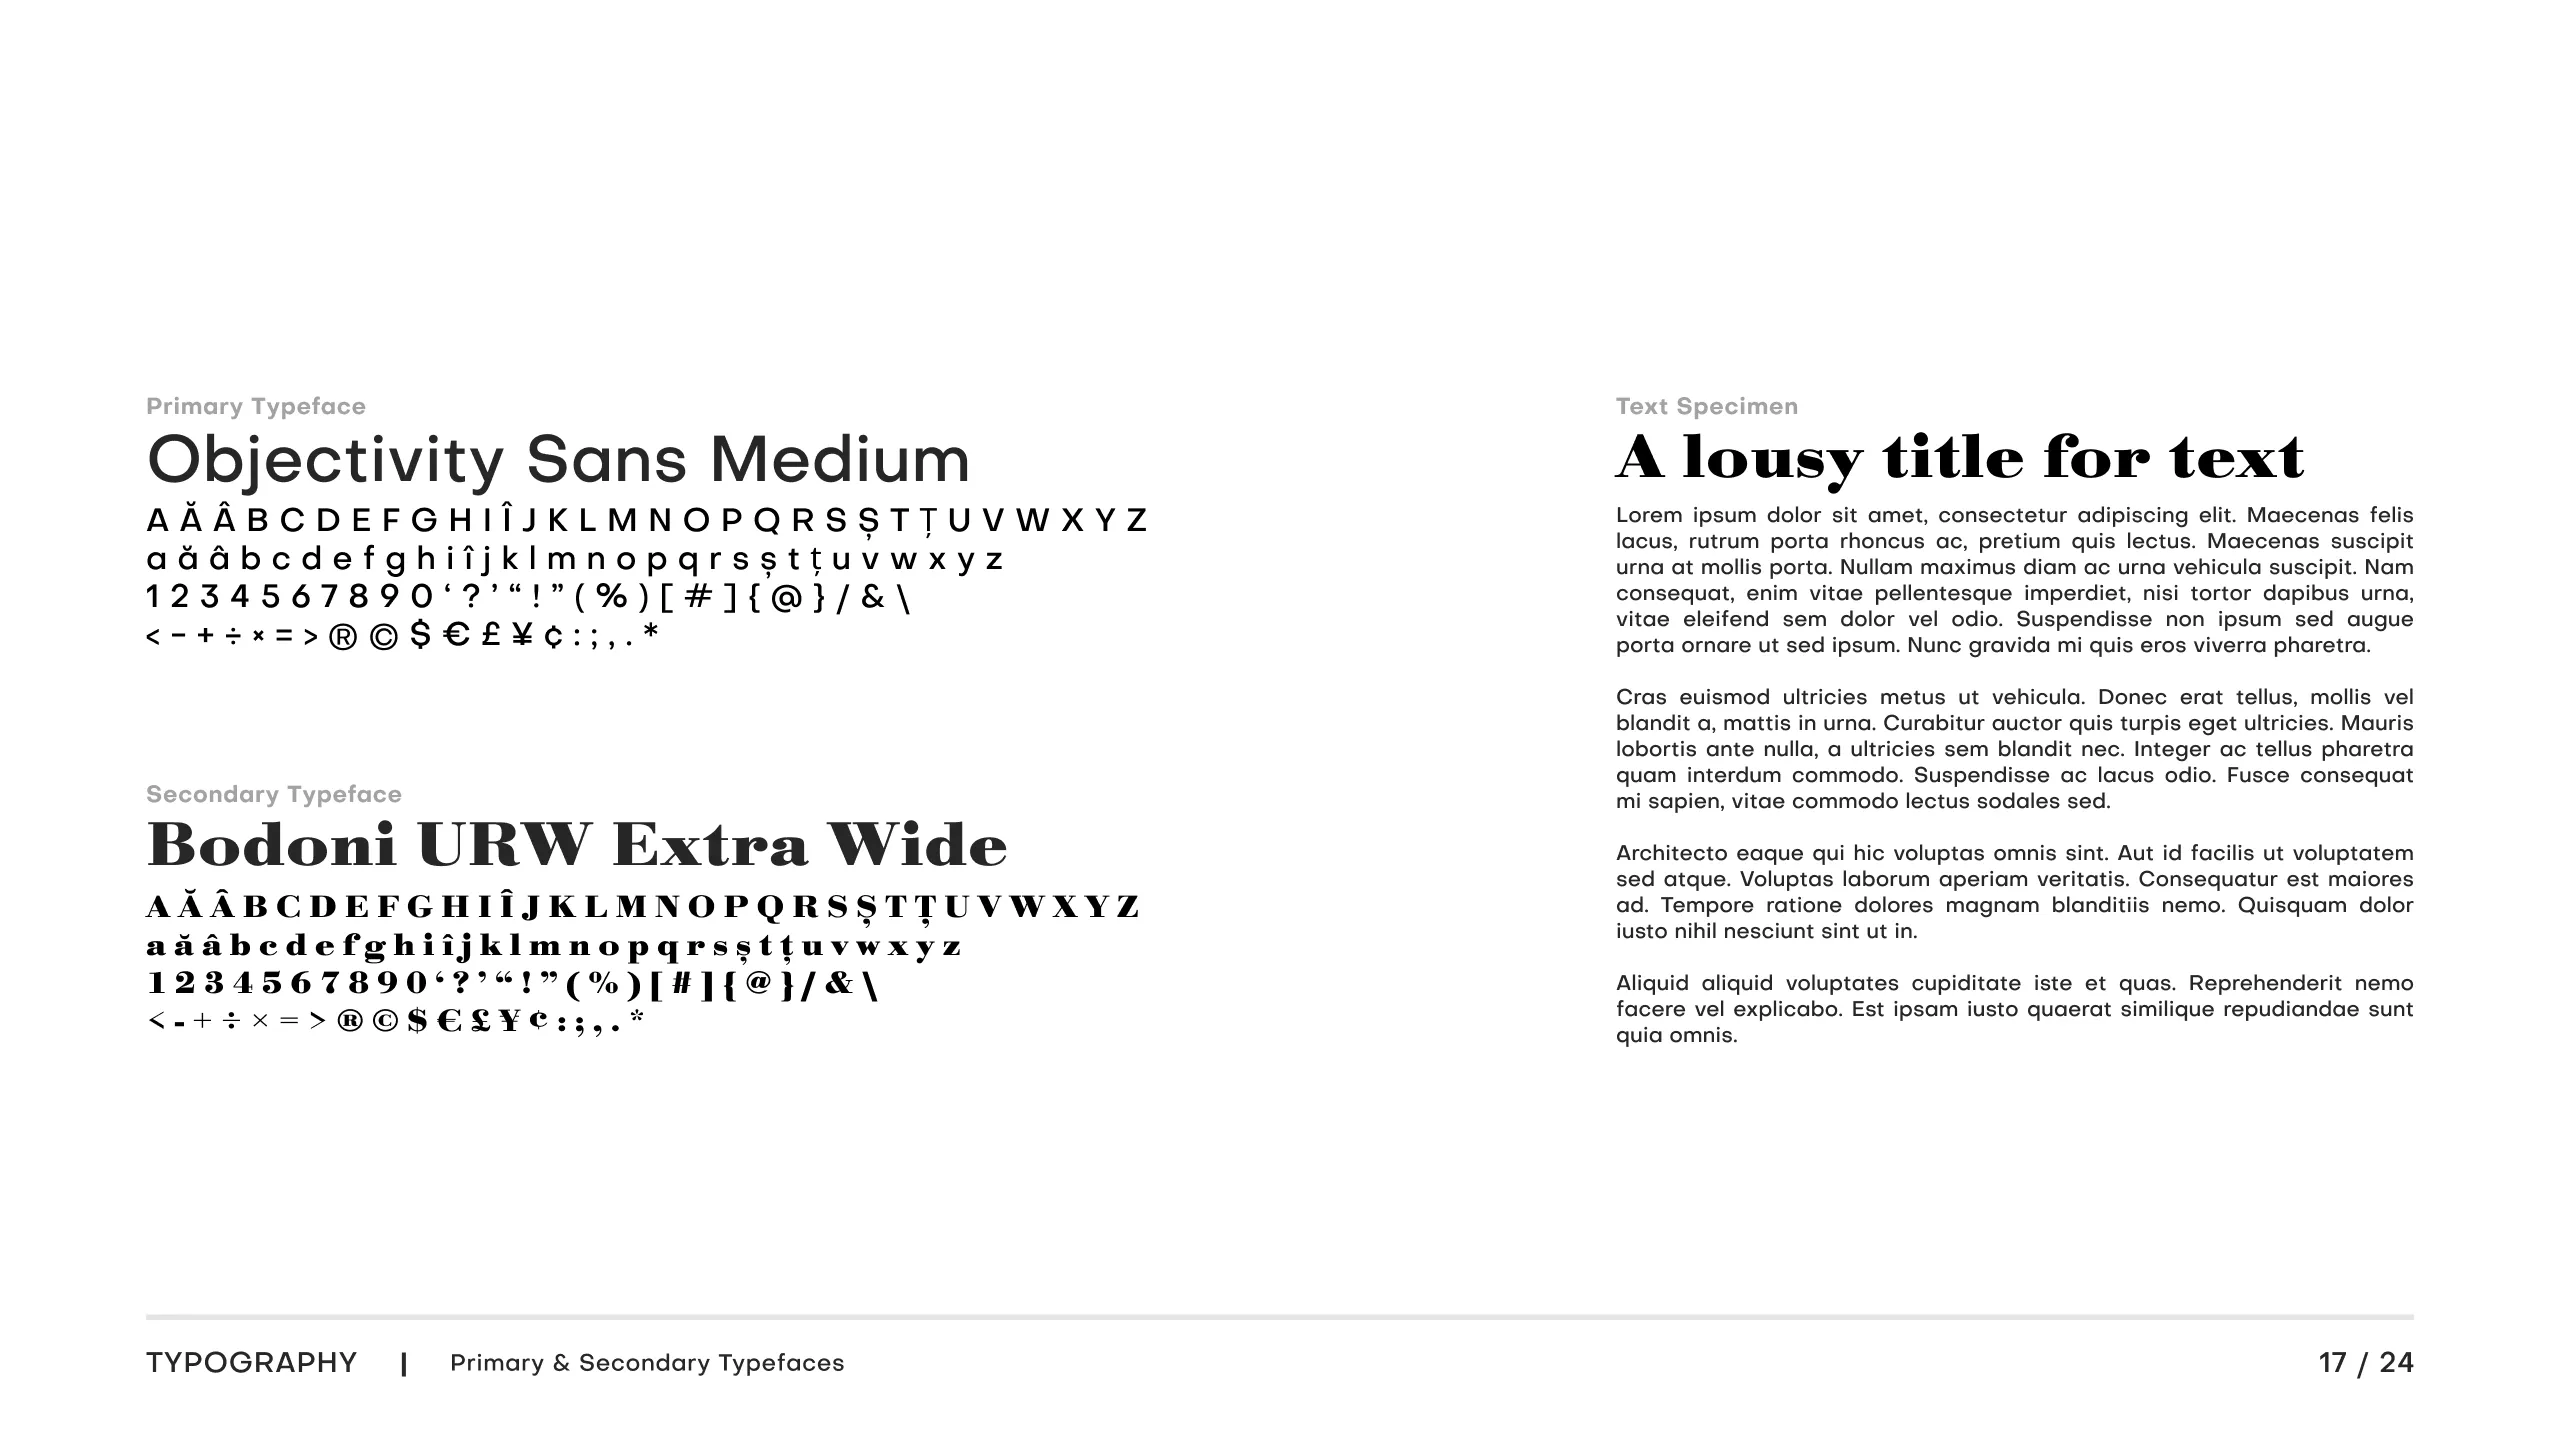 Primary Typeface
Objectivity Sans Medium
A Ă Â B C D E F G H I Î J K L M N O P Q R S Ș T Ț U V W X Y Z
a ă â b c d e f g h i î j k l m n o p q r s ș t ț u v w x y z
1 2 3 4 5 6 7 8 9 0 ‘ ? ’ “ ! ” ( % ) [ # ] { @ } / & \
< - + ÷ × = > ® © $ € £ ¥ ¢ : ; , . *
Secondary Typeface
Bodoni URW Extra Wide
A Ă Â B C D E F G H I Î J K L M N O P Q R S Ș T Ț U V W X Y Z
a ă â b c d e f g h i î j k l m n o p q r s ș t ț u v w x y z
1 2 3 4 5 6 7 8 9 0 ‘ ? ’ “ ! ” ( % ) [ # ] { @ } / & \
< - + ÷ × = > ® © $ € £ ¥ ¢ : ; , . *
Text Specimen
A lousy title for text
Lorem ipsum dolor sit amet, consectetur adipiscing elit. Maecenas felis
lacus, rutrum porta rhoncus ac, pretium quis lectus. Maecenas suscipit
urna at mollis porta. Nullam maximus diam ac urna vehicula suscipit. Nam
consequat, enim vitae pellentesque imperdiet, nisi tortor dapibus urna,
vitae eleifend sem dolor vel odio. Suspendisse non ipsum sed augue
porta ornare ut sed ipsum. Nunc gravida mi quis eros viverra pharetra.
Cras euismod ultricies metus ut vehicula. Donec erat tellus, mollis vel
blandit a, mattis in urna. Curabitur auctor quis turpis eget ultricies. Mauris
lobortis ante nulla, a ultricies sem blandit nec. Integer ac tellus pharetra
quam interdum commodo. Suspendisse ac lacus odio. Fusce consequat
mi sapien, vitae commodo lectus sodales sed.
Architecto eaque qui hic voluptas omnis sint. Aut id facilis ut voluptatem
sed atque. Voluptas laborum aperiam veritatis. Consequatur est maiores
ad. Tempore ratione dolores magnam blanditiis nemo. Quisquam dolor
iusto nihil nesciunt sint ut in.
Aliquid aliquid voluptates cupiditate iste et quas. Reprehenderit nemo
facere vel explicabo. Est ipsam iusto quaerat similique repudiandae sunt
quia omnis.
TYPOGRAPHY | Primary & Secondary Typefaces
17 / 24